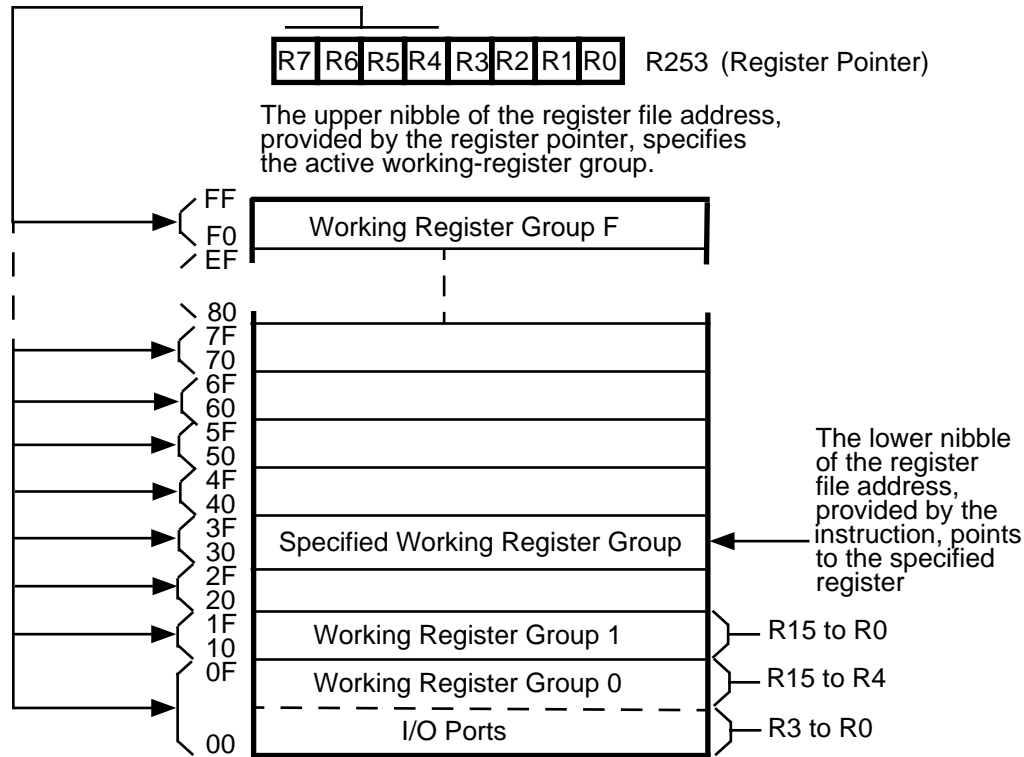 R7 R6 R5 R4 R3 R2 R1 R0 R253 (Register Pointer)
The upper nibble of the register file address,
provided by the register pointer, specifies
the active working-register group.
FF
Working Register Group F
F0
EF
80
7F
70
6F
60
5F
50
4F
40
3F
Specified Working Register Group
30
2F
20
The lower nibble
of the register
file address,
provided by the
instruction, points
to the specified
register
1F
Working Register Group 1
R15 to R0
10
0F
Working Register Group 0
R15 to R4
I/O Ports
R3 to R0
00